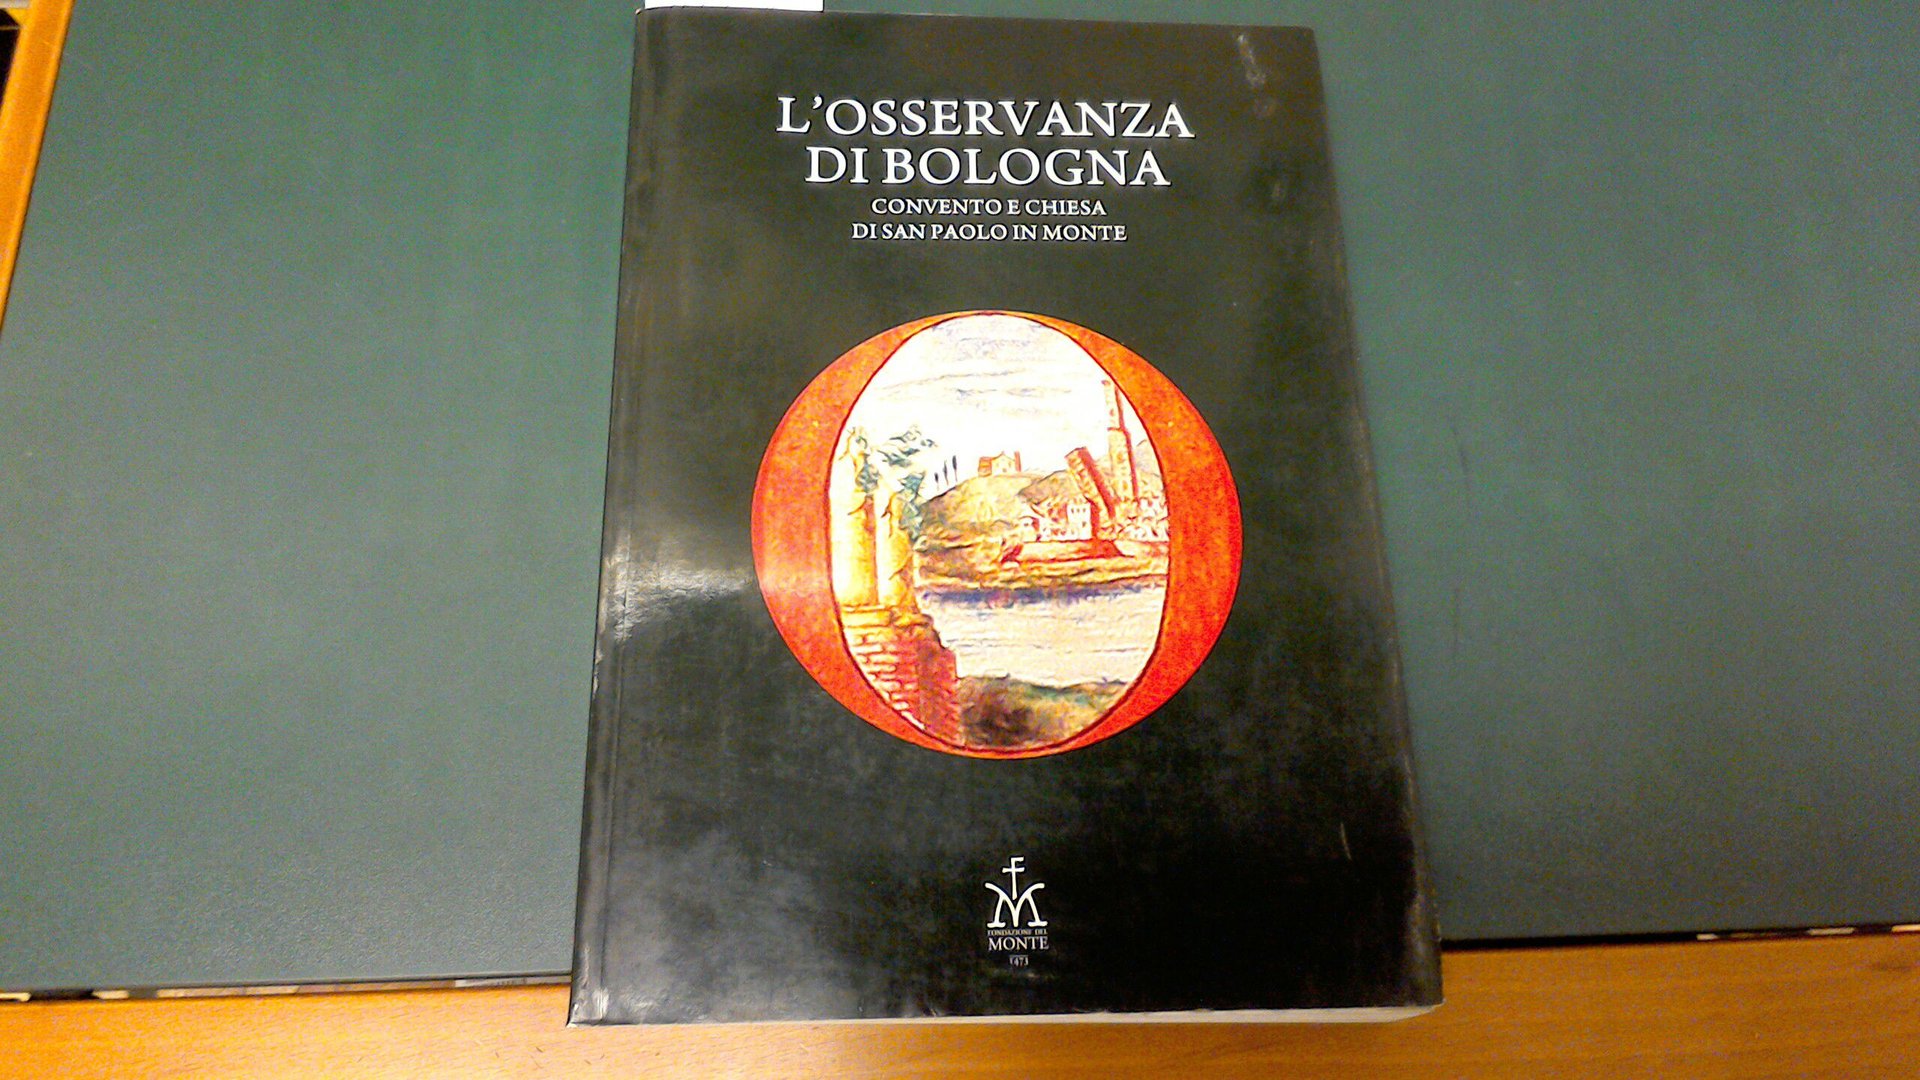 L'OSSERVANZA
DI BOLOGNA
CONVENTO E CHIESA
DI SAN PAOLO IN MONTE
FONDAZIONE DEL
MONTE
1473